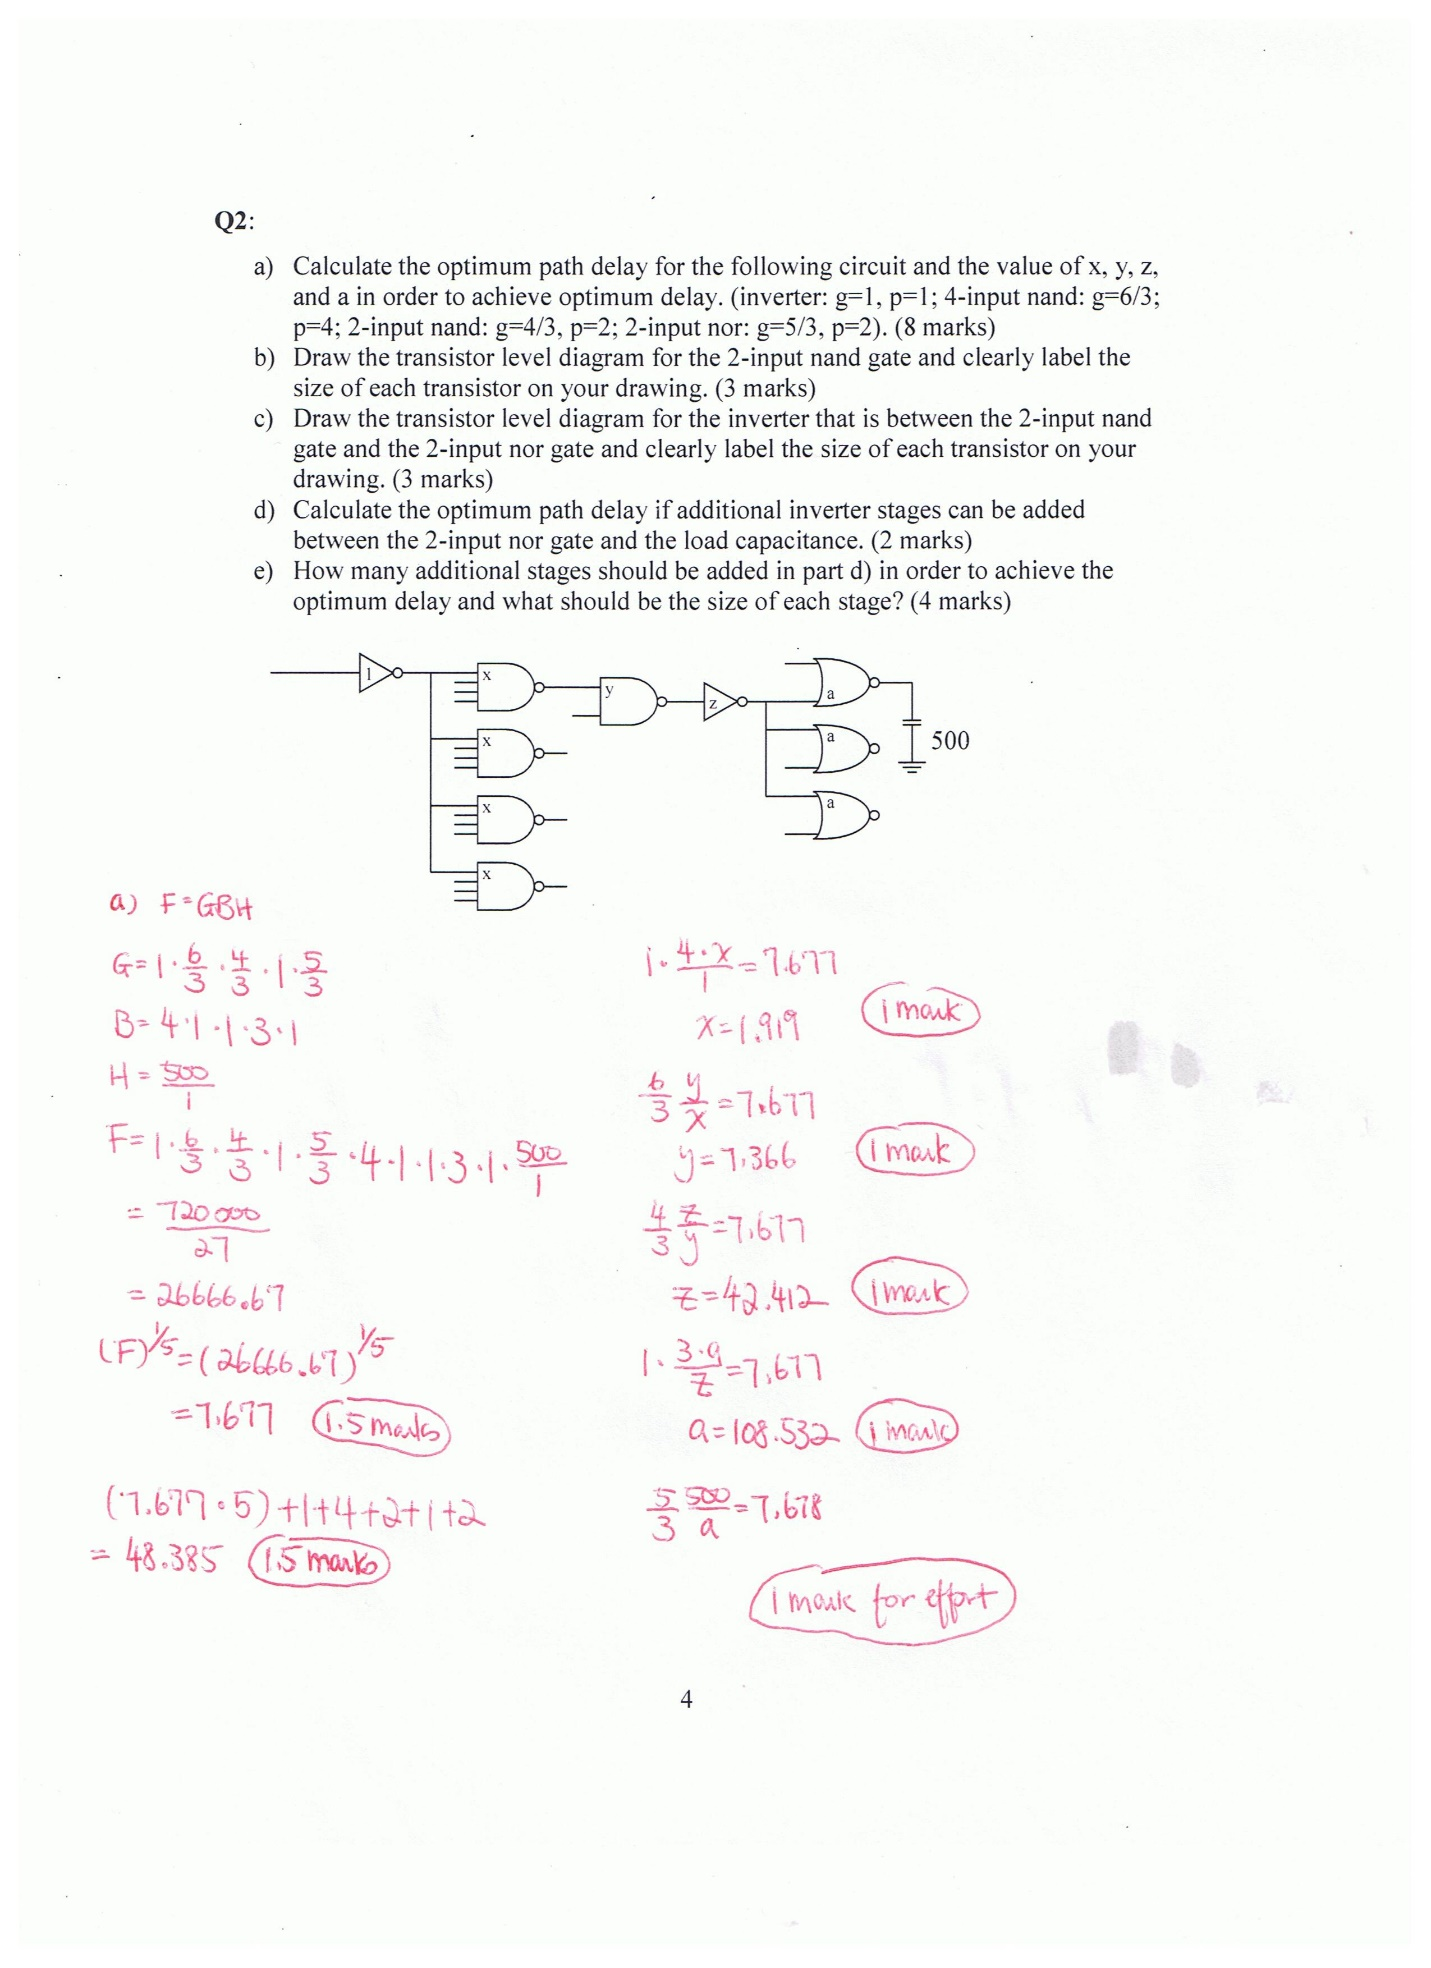 Q2:
a) Calculate the optimum path delay for the following circuit and the value of x, y, z,
and a in order to achieve optimum delay. (inverter: g=1, p=1; 4-input nand: g=6/3;
p=4; 2-input nand: g=4/3, p=2; 2-input nor: g=5/3, p=2). (8 marks)
b) Draw the transistor level diagram for the 2-input nand gate and clearly label the
size of each transistor on your drawing. (3 marks)
c) Draw the transistor level diagram for the inverter that is between the 2-input nand
gate and the 2-input nor gate and clearly label the size of each transistor on your
drawing. (3 marks)
d) Calculate the optimum path delay if additional inverter stages can be added
between the 2-input nor gate and the load capacitance. (2 marks)
e) How many additional stages should be added in part d) in order to achieve the
optimum delay and what should be the size of each stage? (4 marks)
1
x
y
z
a
x
a
500
x
a
x
a) F=GBH
G=1·6/3·4/3·1·5/3
B=4·1·1·3·1
H=500/1
F=1·6/3·4/3·1·5/3·4·1·1·3·1·500/1
=720000/27
=26666.67
(F)^1/5=(26666.67)^1/5
=7.677 1.5 marks
(7.677·5)+1+4+2+1+2
=48.385 1.5 marks
1·4·x/1=7.677
x=1.919 1 mark
6/3 y/x=7.677
y=7.366 1 mark
4/3 z/y=7.677
z=42.412 1 mark
1·3·a/z=7.677
a=108.532 1 mark
5/3 500/a=7.678
1 mark for effort
4